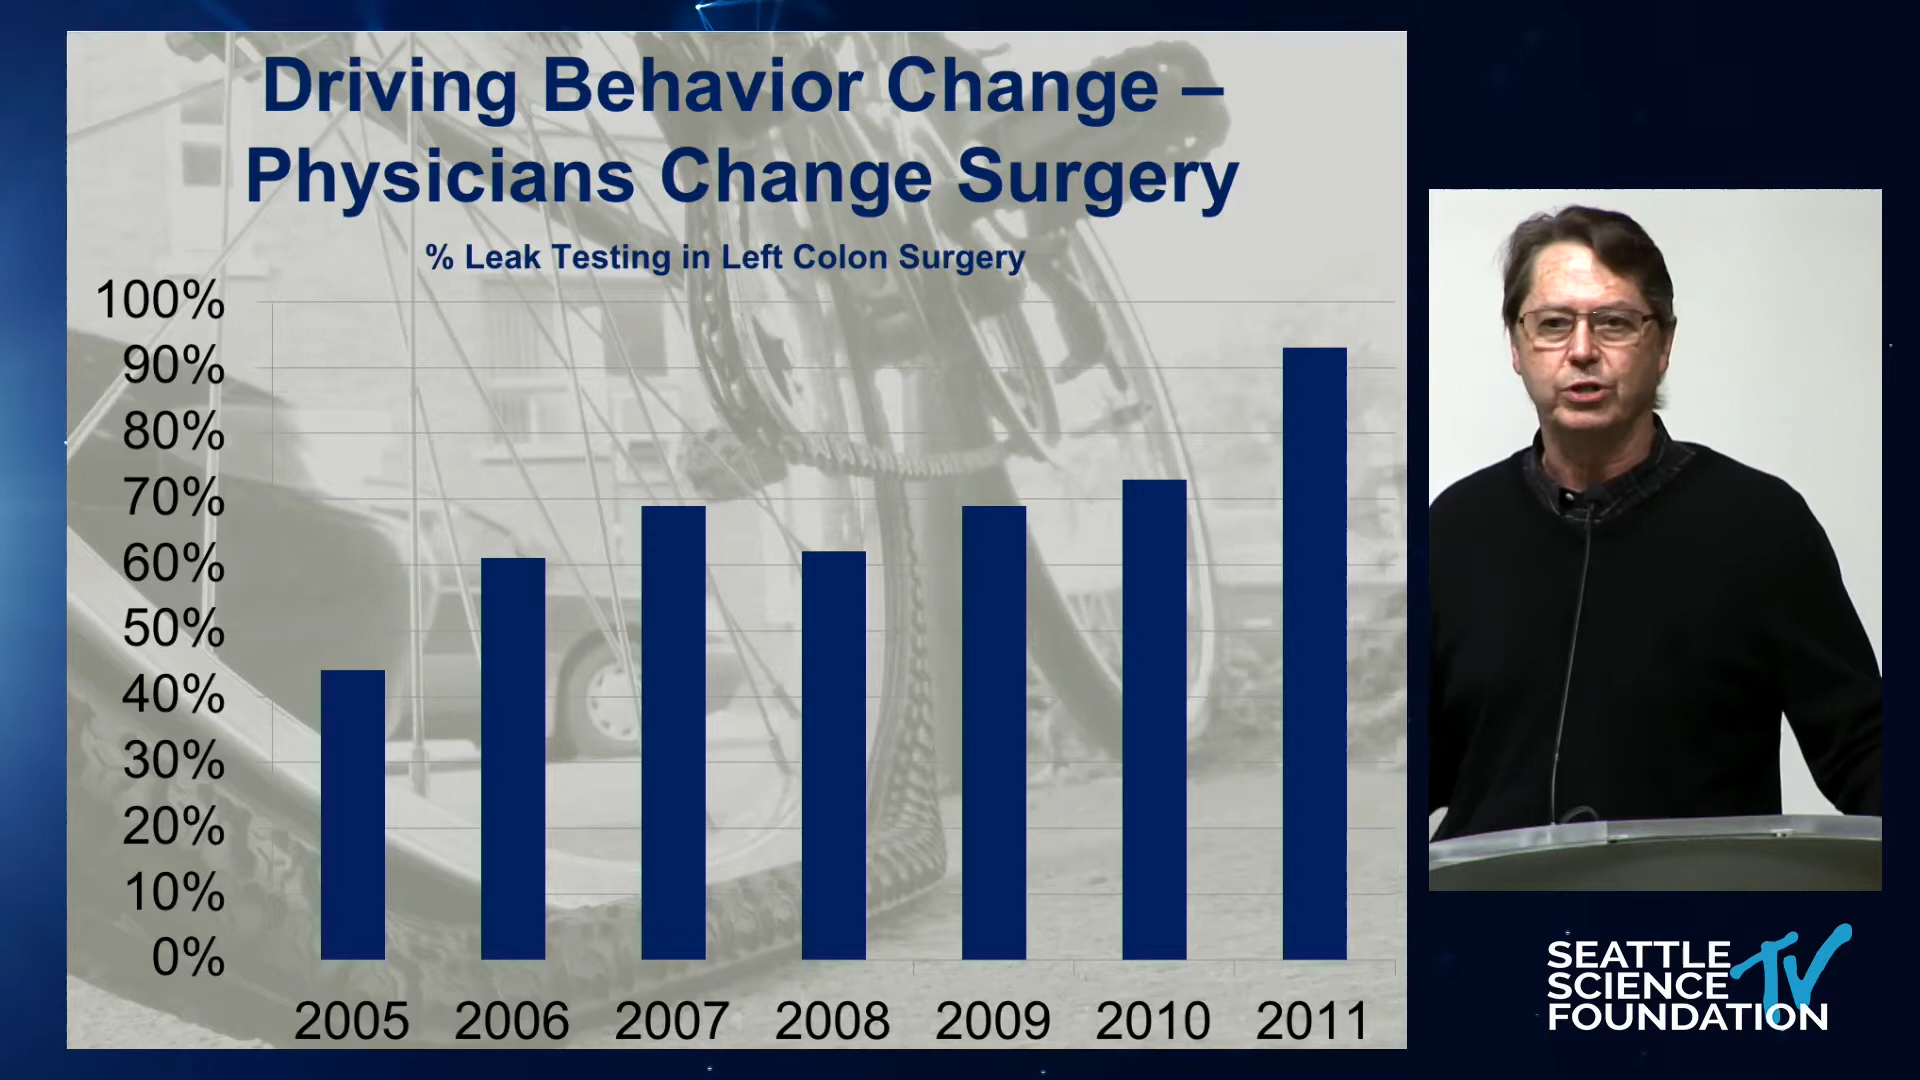 Driving Behavior Change –
Physicians Change Surgery
% Leak Testing in Left Colon Surgery
100%
90%
80%
70%
60%
50%
40%
30%
20%
10%
0%
2005 2006 2007 2008 2009 2010 2011
SEATTLE
SCIENCE TV
FOUNDATION